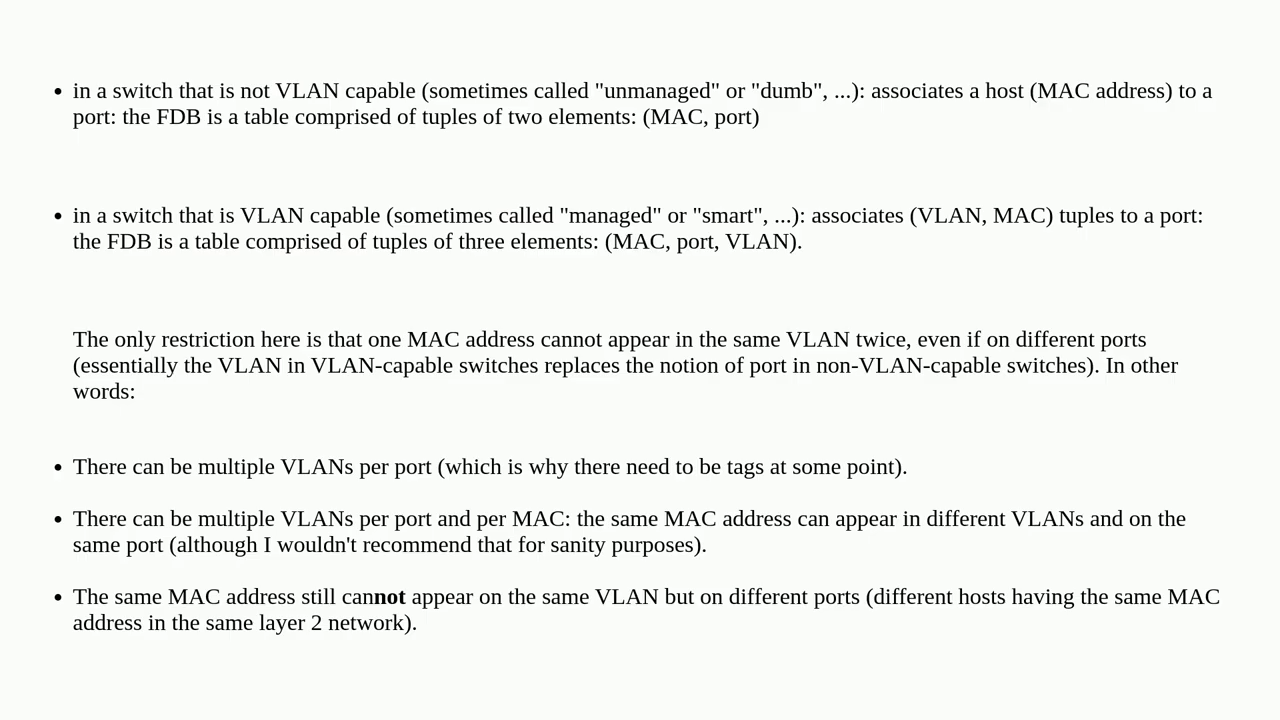 • in a switch that is not VLAN capable (sometimes called "unmanaged" or "dumb", ...): associates a host (MAC address) to a
port: the FDB is a table comprised of tuples of two elements: (MAC, port)
• in a switch that is VLAN capable (sometimes called "managed" or "smart", ...): associates (VLAN, MAC) tuples to a port:
the FDB is a table comprised of tuples of three elements: (MAC, port, VLAN).
The only restriction here is that one MAC address cannot appear in the same VLAN twice, even if on different ports
(essentially the VLAN in VLAN-capable switches replaces the notion of port in non-VLAN-capable switches). In other
words:
• There can be multiple VLANs per port (which is why there need to be tags at some point).
• There can be multiple VLANs per port and per MAC: the same MAC address can appear in different VLANs and on the
same port (although I wouldn't recommend that for sanity purposes).
• The same MAC address still cannot appear on the same VLAN but on different ports (different hosts having the same MAC
address in the same layer 2 network).